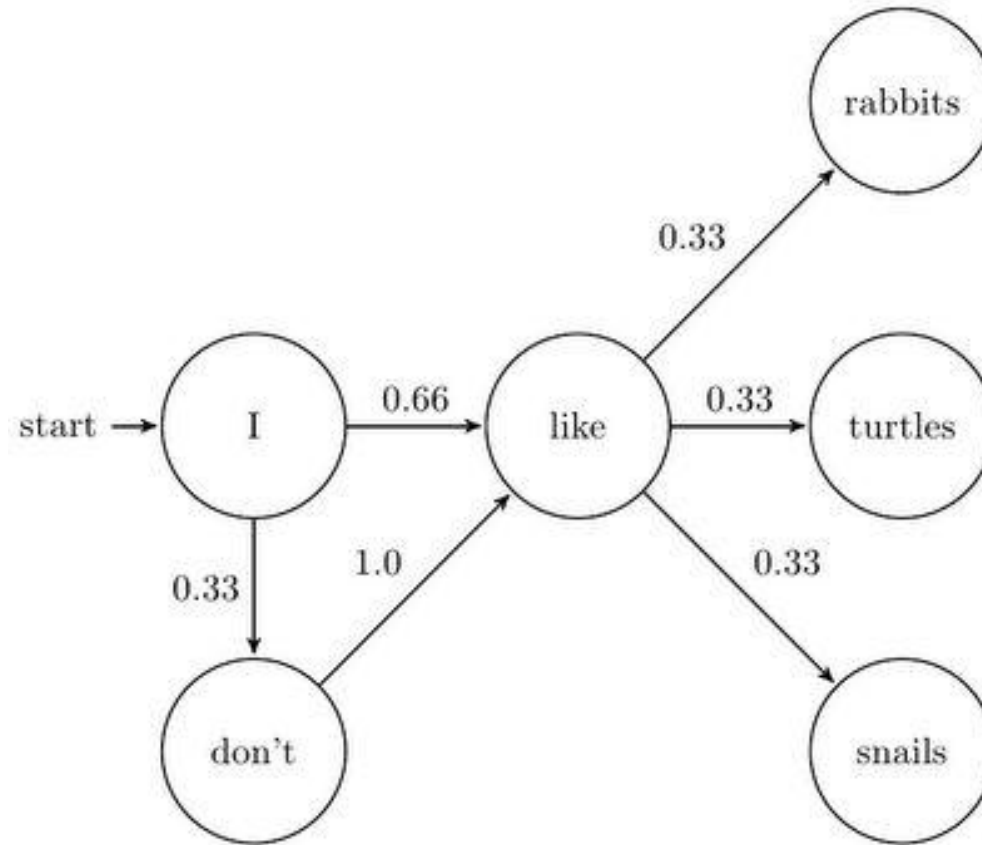 rabbits
0.33
0.66
0.33
start
I
like
turtles
0.33
1.0
0.33
don't
snails